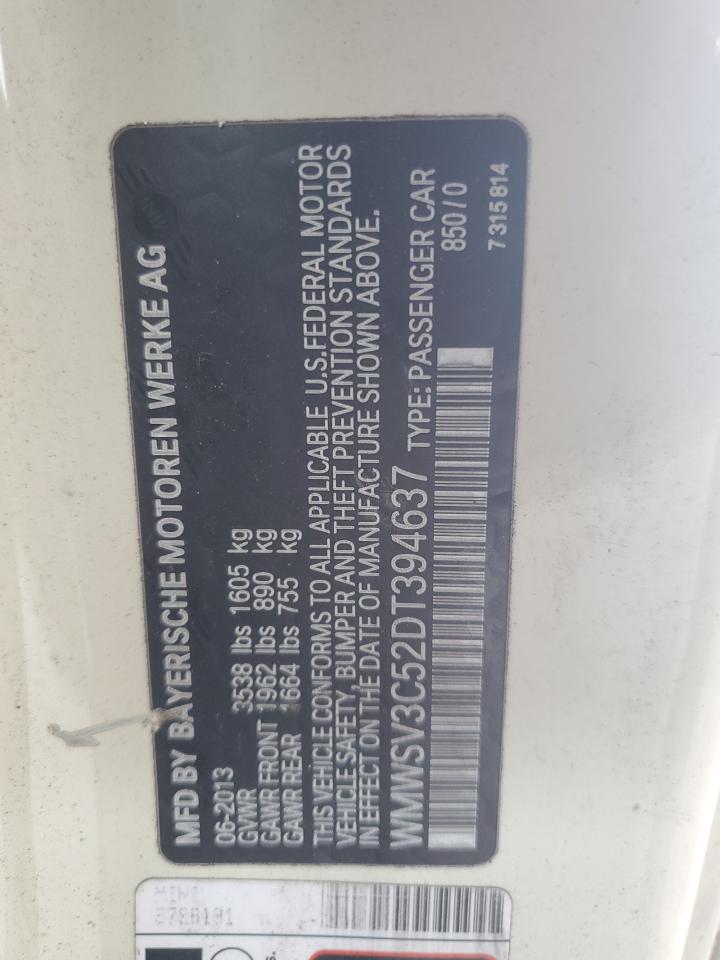 MFD BY BAYERISCHE MOTOREN WERKE AG
06-2013
GVWR 3538 lbs 1605 kg
GAWR FRONT 1962 lbs 890 kg
GAWR REAR 1664 lbs 755 kg
THIS VEHICLE CONFORMS TO ALL APPLICABLE U.S. FEDERAL MOTOR
VEHICLE SAFETY, BUMPER AND THEFT PREVENTION STANDARDS
IN EFFECT ON THE DATE OF MANUFACTURE SHOWN ABOVE.
WMWSV3C52DT394637 TYPE: PASSENGER CAR
850/0
7 315 814
MINI